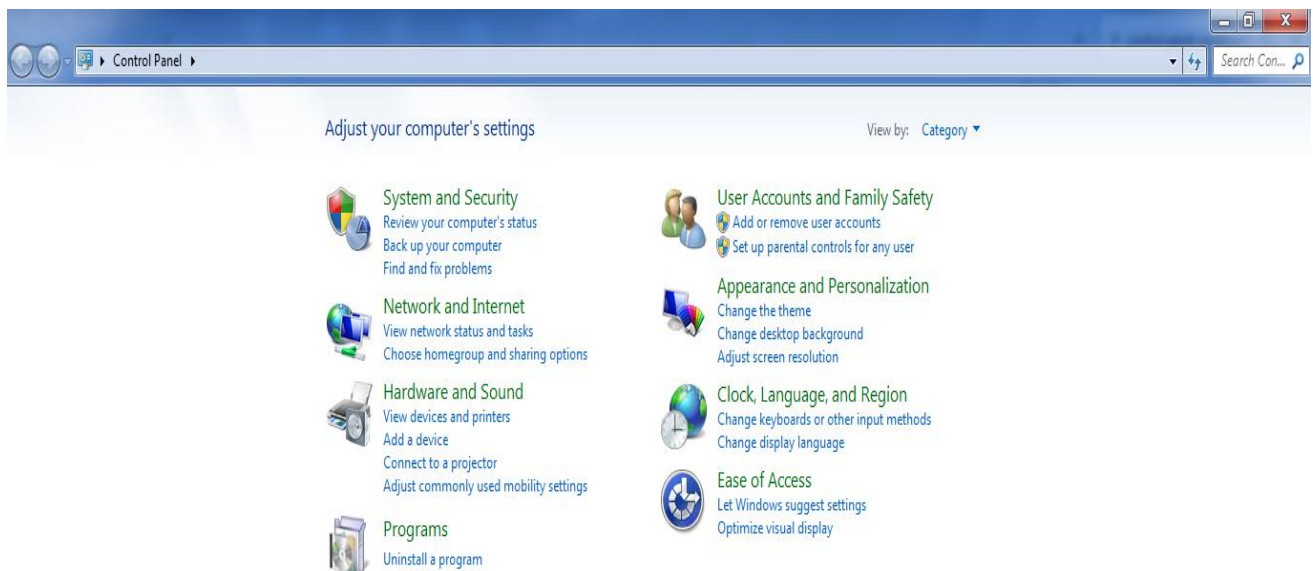 Control Panel
Search Con...
Adjust your computer's settings
View by: Category
System and Security
Review your computer's status
Back up your computer
Find and fix problems
Network and Internet
View network status and tasks
Choose homegroup and sharing options
Hardware and Sound
View devices and printers
Add a device
Connect to a projector
Adjust commonly used mobility settings
Programs
Uninstall a program
User Accounts and Family Safety
Add or remove user accounts
Set up parental controls for any user
Appearance and Personalization
Change the theme
Change desktop background
Adjust screen resolution
Clock, Language, and Region
Change keyboards or other input methods
Change display language
Ease of Access
Let Windows suggest settings
Optimize visual display